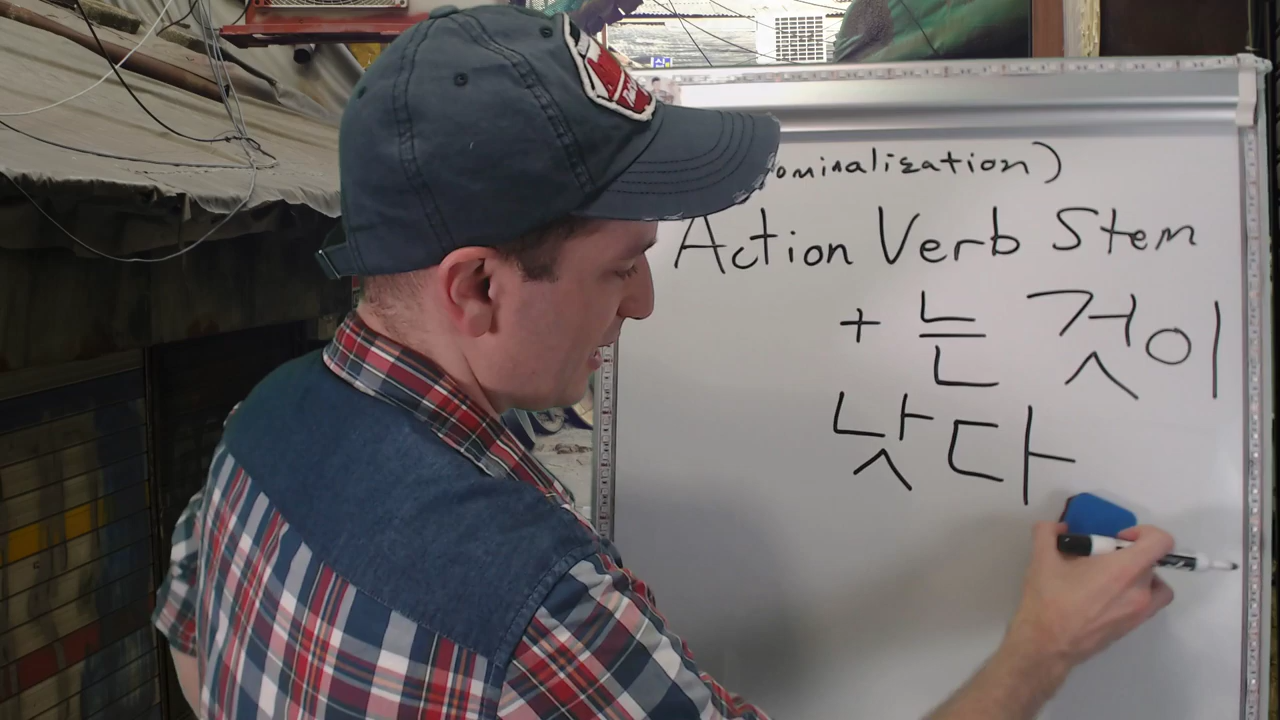 ominalization)
Action Verb Stem
+ 는 것이
낫다